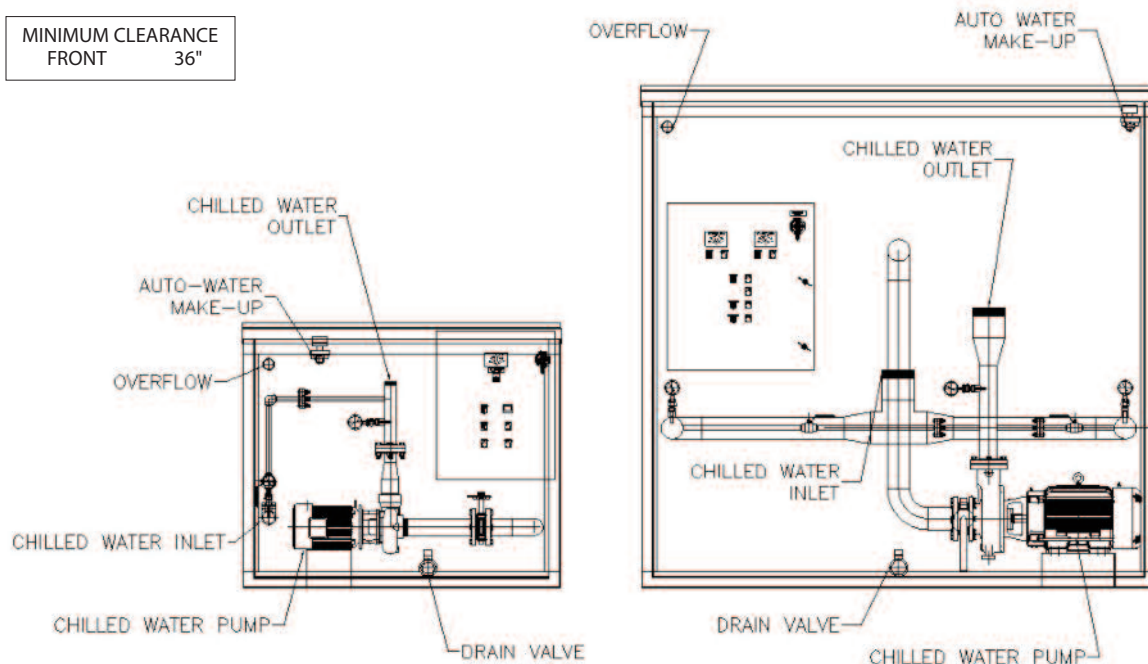 MINIMUM CLEARANCE
FRONT 36"
CHILLED WATER
OUTLET
AUTO-WATER
MAKE-UP
OVERFLOW
CHILLED WATER INLET
CHILLED WATER PUMP
DRAIN VALVE
OVERFLOW
AUTO WATER
MAKE-UP
CHILLED WATER
OUTLET
CHILLED WATER
INLET
DRAIN VALVE
CHILLED WATER PUMP